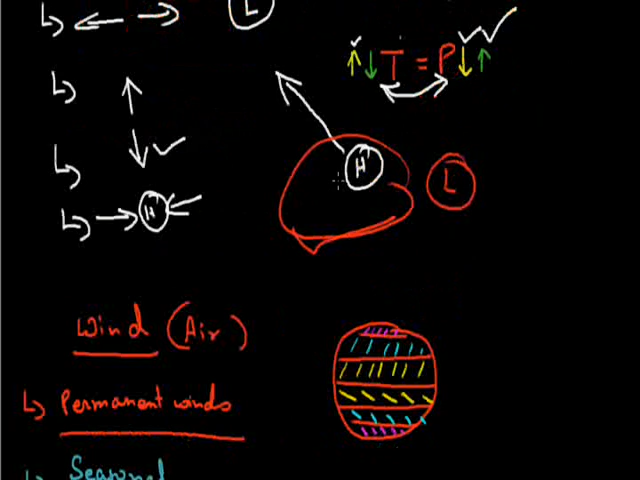 L
T = P
H
L
H
Wind (Air)
Permanent winds
Seasonal